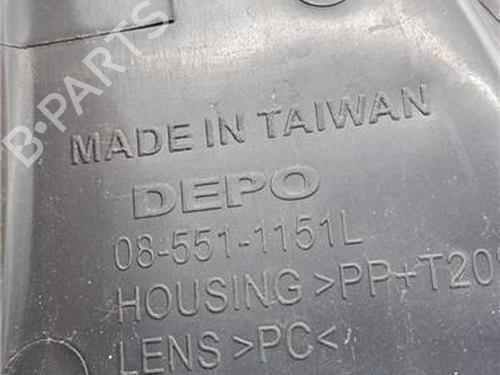 B-PARTS
MADE IN TAIWAN
DEPO
08-551-1151L
HOUSING >PP+T20
LENS >PC<